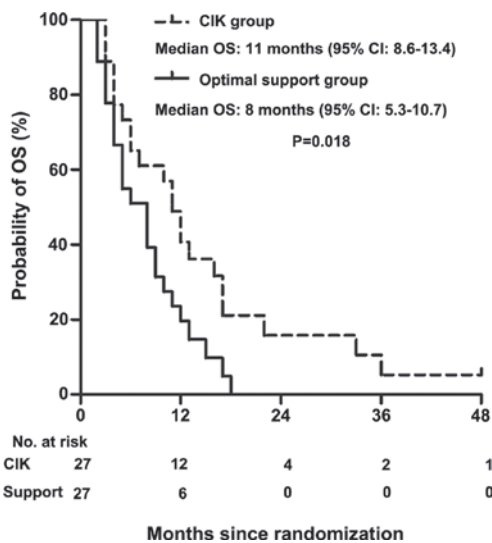 100
80
60
40
20
0
Probability of OS (%)
CIK group
Median OS: 11 months (95% CI: 8.6-13.4)
Optimal support group
Median OS: 8 months (95% CI: 5.3-10.7)
P=0.018
0 12 24 36 48
No. at risk
CIK 27 12 4 2 1
Support 27 6 0 0 0
Months since randomization